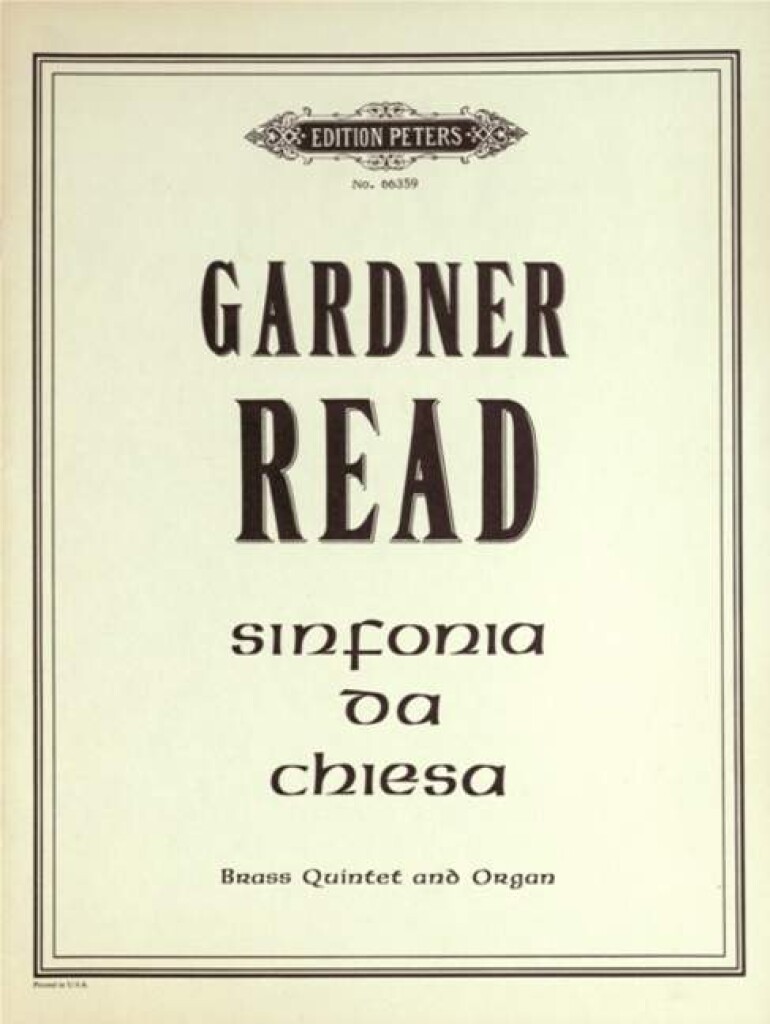 EDITION PETERS
No. 66359
GARDNER
READ
sinfonia
da
chiesa
Brass Quintet and Organ
Printed in U.S.A.